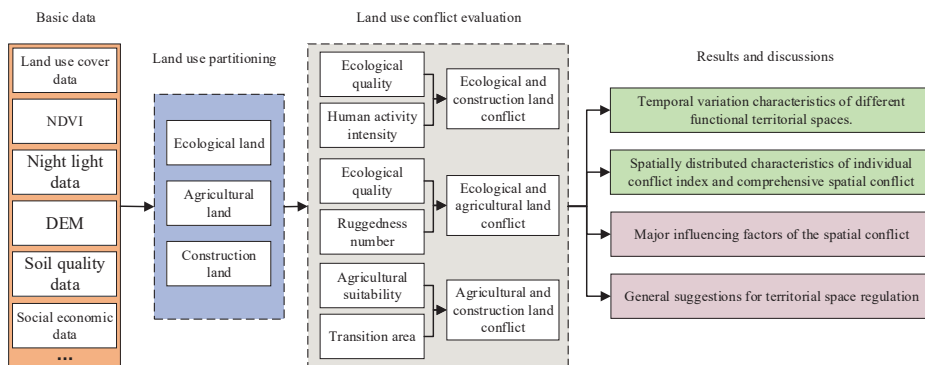 Basic data
Land use cover
data
NDVI
Night light
data
DEM
Soil quality
data
Social economic
data
...
Land use partitioning
Ecological land
Agricultural
land
Construction
land
Land use conflict evaluation
Ecological
quality
Human activity
intensity
Ecological and
construction land
conflict
Ecological
quality
Ruggedness
number
Ecological and
agricultural land
conflict
Agricultural
suitability
Transition area
Agricultural and
construction land
conflict
Results and discussions
Temporal variation characteristics of different
functional territorial spaces.
Spatially distributed characteristics of individual
conflict index and comprehensive spatial conflict
Major influencing factors of the spatial conflict
General suggestions for territorial space regulation